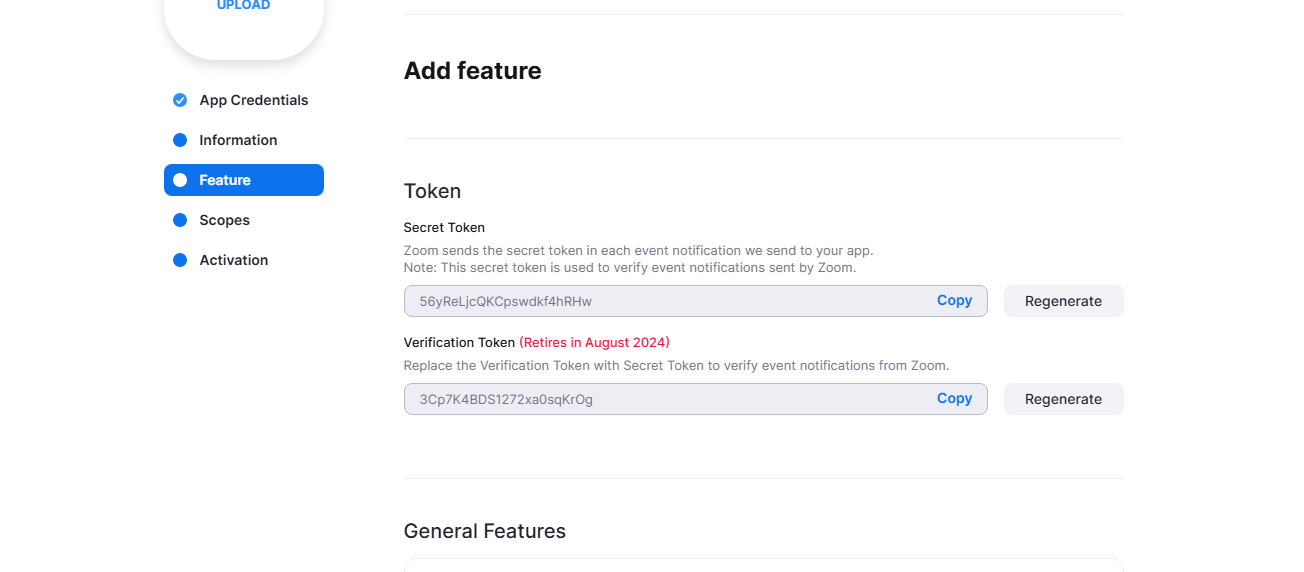 UPLOAD
App Credentials
Information
Feature
Scopes
Activation
Add feature
Token
Secret Token
Zoom sends the secret token in each event notification we send to your app.
Note: This secret token is used to verify event notifications sent by Zoom.
56yReLjcQKCpswdkf4hRHw Copy Regenerate
Verification Token (Retires in August 2024)
Replace the Verification Token with Secret Token to verify event notifications from Zoom.
3Cp7K4BDS1272xa0sqKrOg Copy Regenerate
General Features